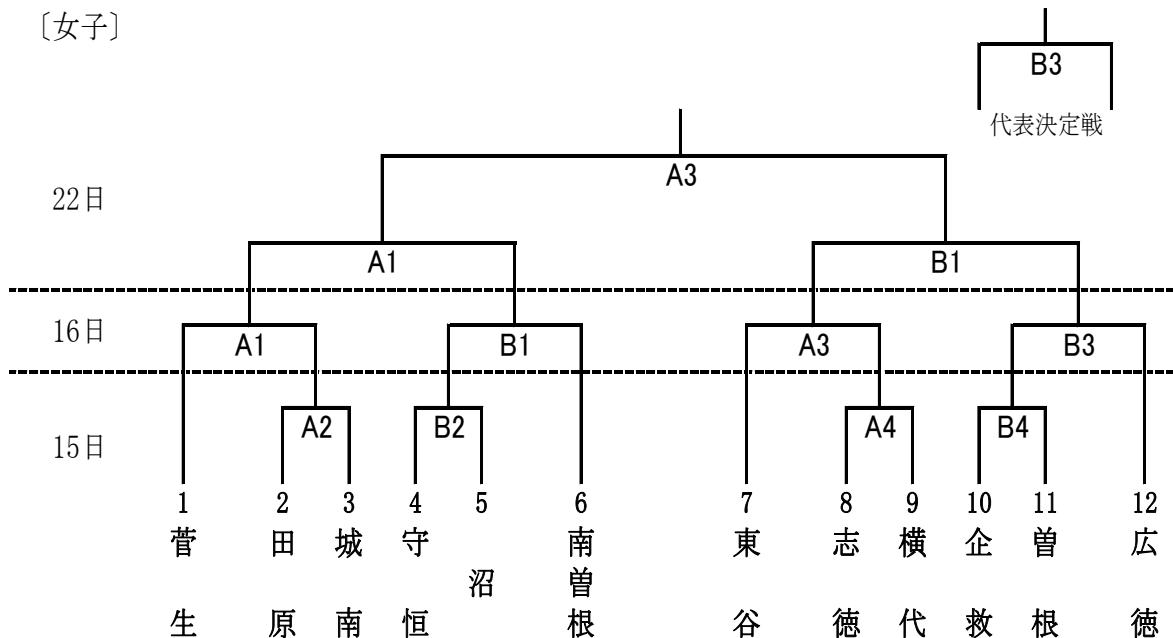 〔女子〕
B3
代表決定戦
A3
22日
A1 B1
16日
A1 B1 A3 B3
A2 B2 A4 B4
15日
1 2 3 4 5 6 7 8 9 10 11 12
菅生
田原
城南
守恒
沼
南曽根
東谷
志徳
横代
企救
曽根
広徳